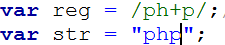 var reg = /ph+p/;
var str = "php";